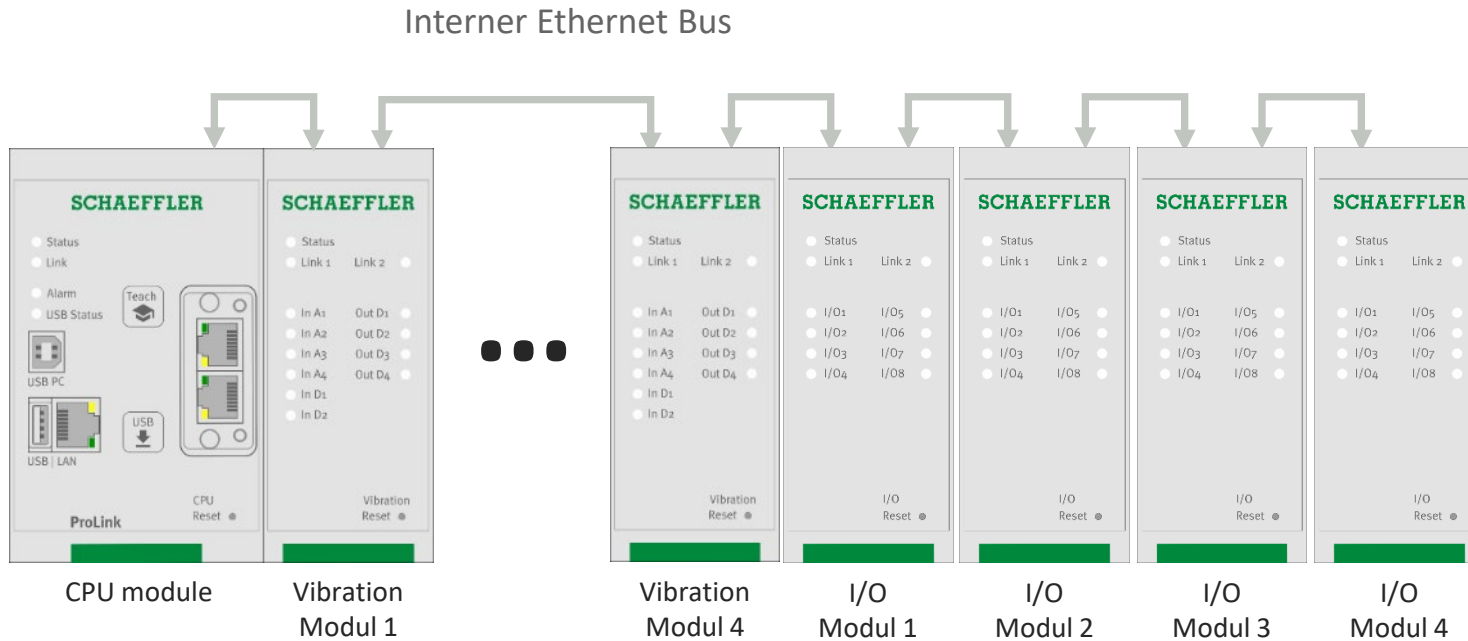 Interner Ethernet Bus
SCHAEFFLER
Status
Link
Alarm
USB Status
Teach
USB PC
USB
USB | LAN
CPU
Reset
ProLink
SCHAEFFLER
Status
Link 1 Link 2
In A1 Out D1
In A2 Out D2
In A3 Out D3
In A4 Out D4
In D1
In D2
Vibration
Reset
SCHAEFFLER
Status
Link 1 Link 2
In A1 Out D1
In A2 Out D2
In A3 Out D3
In A4 Out D4
In D1
In D2
Vibration
Reset
SCHAEFFLER
Status
Link 1 Link 2
I/O1 I/O5
I/O2 I/O6
I/O3 I/O7
I/O4 I/O8
I/O
Reset
SCHAEFFLER
Status
Link 1 Link 2
I/O1 I/O5
I/O2 I/O6
I/O3 I/O7
I/O4 I/O8
I/O
Reset
SCHAEFFLER
Status
Link 1 Link 2
I/O1 I/O5
I/O2 I/O6
I/O3 I/O7
I/O4 I/O8
I/O
Reset
SCHAEFFLER
Status
Link 1 Link 2
I/O1 I/O5
I/O2 I/O6
I/O3 I/O7
I/O4 I/O8
I/O
Reset
CPU module
Vibration
Modul 1
Vibration
Modul 4
I/O
Modul 1
I/O
Modul 2
I/O
Modul 3
I/O
Modul 4